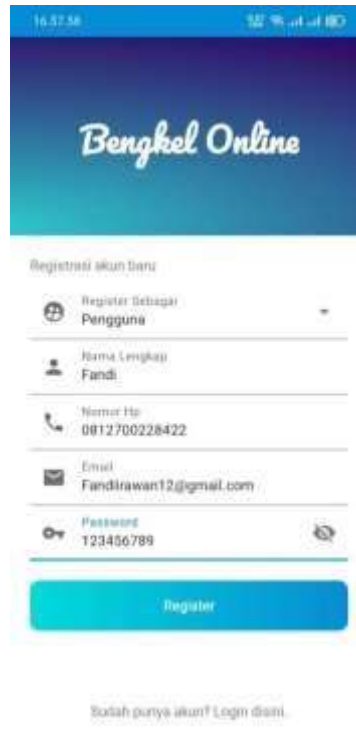 16.57.56
Bengkel Online
Registrasi akun baru
Register Sebagai
Pengguna
Nama Lengkap
Fandi
Nomor Hp
0812700228422
Email
Fandiirawan12@gmail.com
Password
123456789
Register
Sudah punya akun? Login disini.